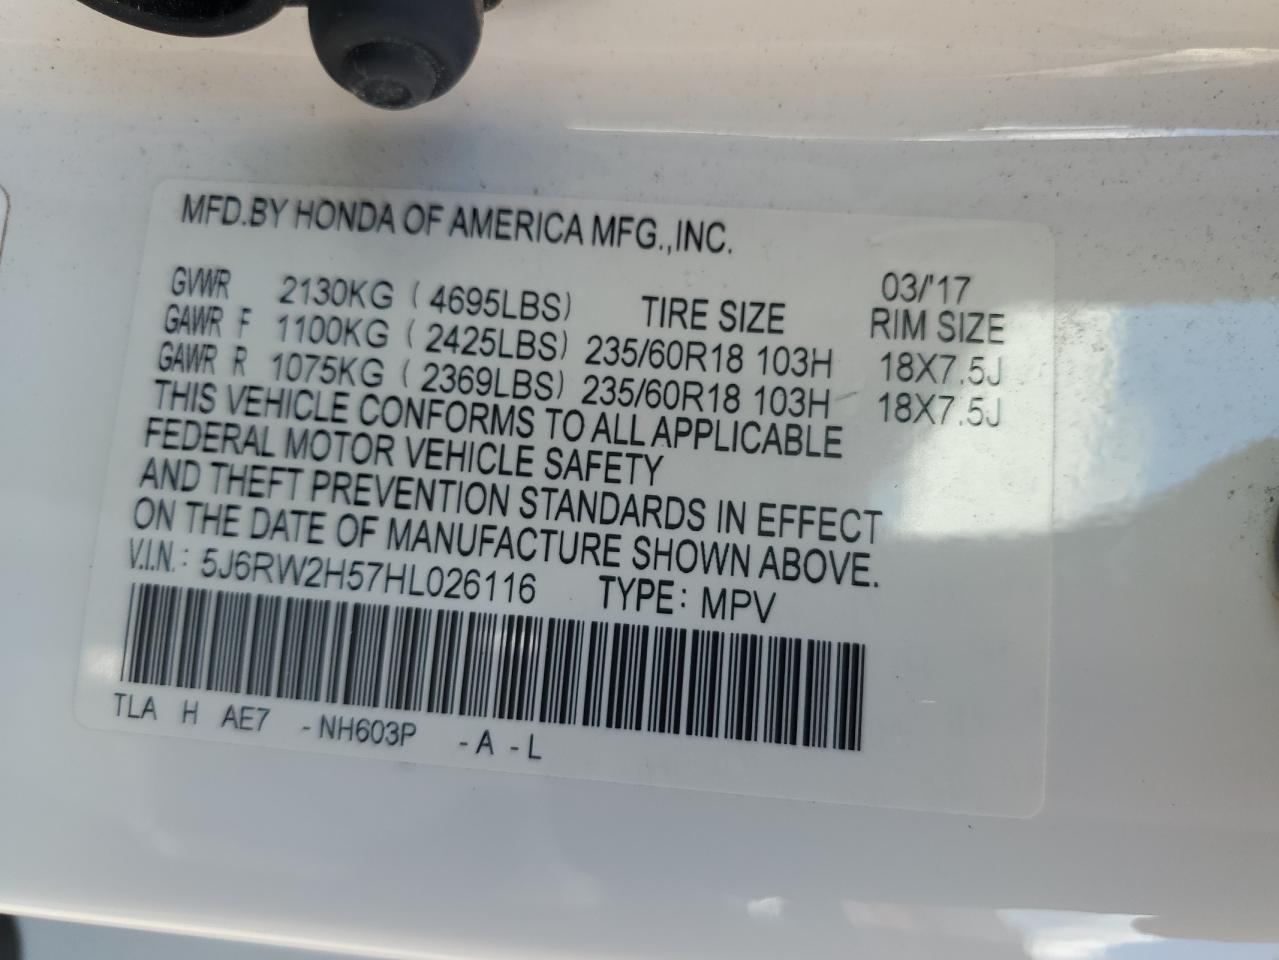 MFD.BY HONDA OF AMERICA MFG.,INC.
03/'17
GVWR 2130KG ( 4695LBS) TIRE SIZE RIM SIZE
GAWR F 1100KG ( 2425LBS) 235/60R18 103H 18X7.5J
GAWR R 1075KG ( 2369LBS) 235/60R18 103H 18X7.5J
THIS VEHICLE CONFORMS TO ALL APPLICABLE
FEDERAL MOTOR VEHICLE SAFETY
AND THEFT PREVENTION STANDARDS IN EFFECT
ON THE DATE OF MANUFACTURE SHOWN ABOVE.
V.I.N.: 5J6RW2H57HL026116 TYPE: MPV
TLA H AE7 -NH603P -A -L